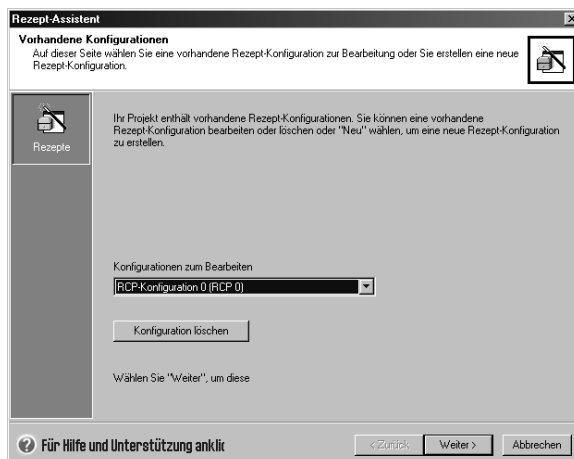 Rezept-Assistent
Vorhandene Konfigurationen
Auf dieser Seite wählen Sie eine vorhandene Rezept-Konfiguration zur Bearbeitung oder Sie erstellen eine neue
Rezept-Konfiguration.
Rezepte
Ihr Projekt enthält vorhandene Rezept-Konfigurationen. Sie können eine vorhandene
Rezept-Konfiguration bearbeiten oder löschen oder "Neu" wählen, um eine neue Rezept-Konfiguration
zu erstellen.
Konfigurationen zum Bearbeiten
RCP-Konfiguration 0 (RCP 0)
Konfiguration löschen
Wählen Sie "Weiter", um diese
Für Hilfe und Unterstützung anklic
< Zurück
Weiter >
Abbrechen